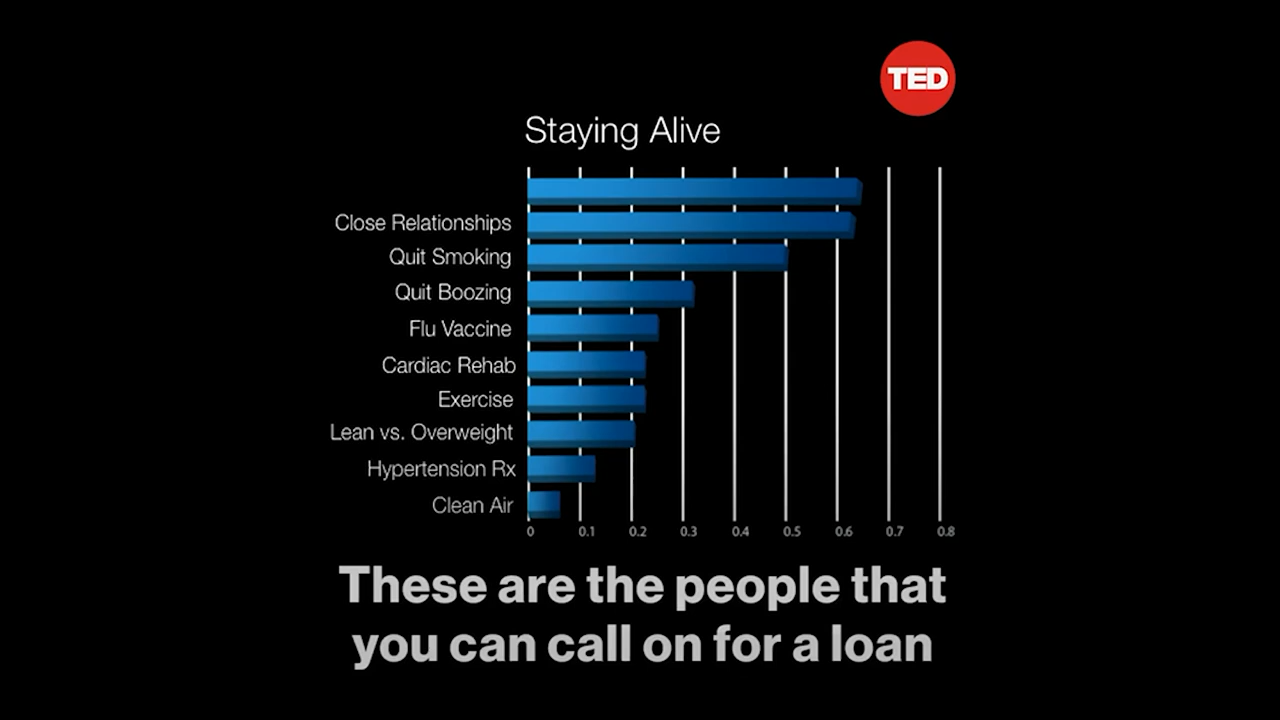 TED
Staying Alive
Close Relationships
Quit Smoking
Quit Boozing
Flu Vaccine
Cardiac Rehab
Exercise
Lean vs. Overweight
Hypertension Rx
Clean Air
0 0.1 0.2 0.3 0.4 0.5 0.6 0.7 0.8
These are the people that
you can call on for a loan